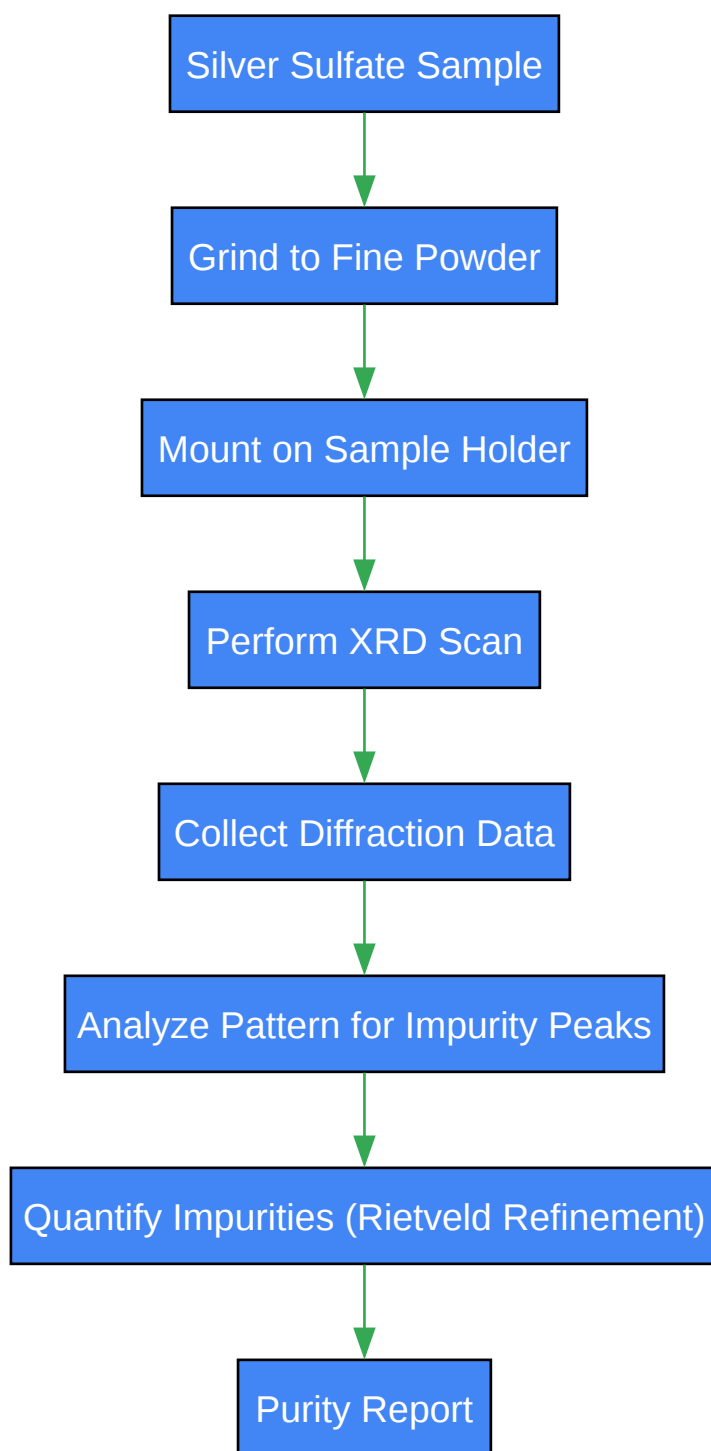 Silver Sulfate Sample
Grind to Fine Powder
Mount on Sample Holder
Perform XRD Scan
Collect Diffraction Data
Analyze Pattern for Impurity Peaks
Quantify Impurities (Rietveld Refinement)
Purity Report